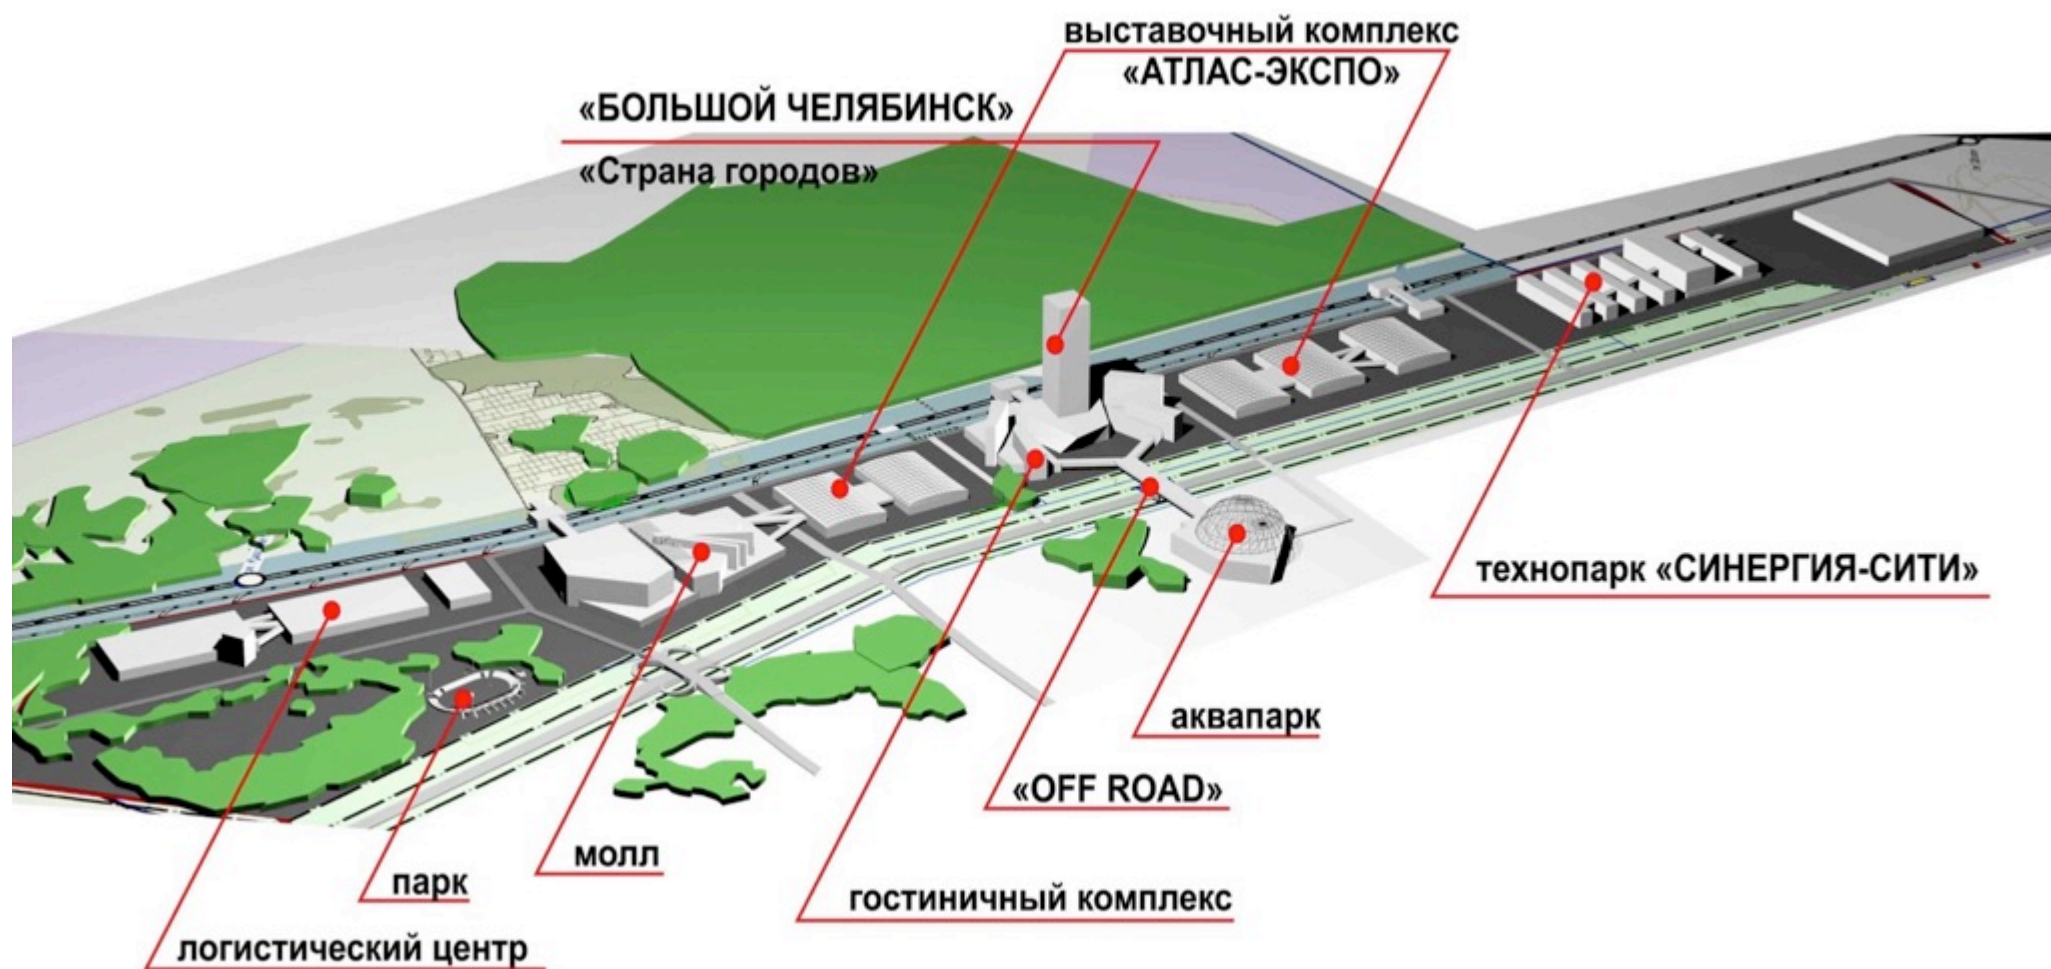 выставочный комплекс
«АТЛАС-ЭКСПО»
«БОЛЬШОЙ ЧЕЛЯБИНСК»
«Страна городов»
технопарк «СИНЕРГИЯ-СИТИ»
аквапарк
«OFF ROAD»
молл
парк
гостиничный комплекс
логистический центр